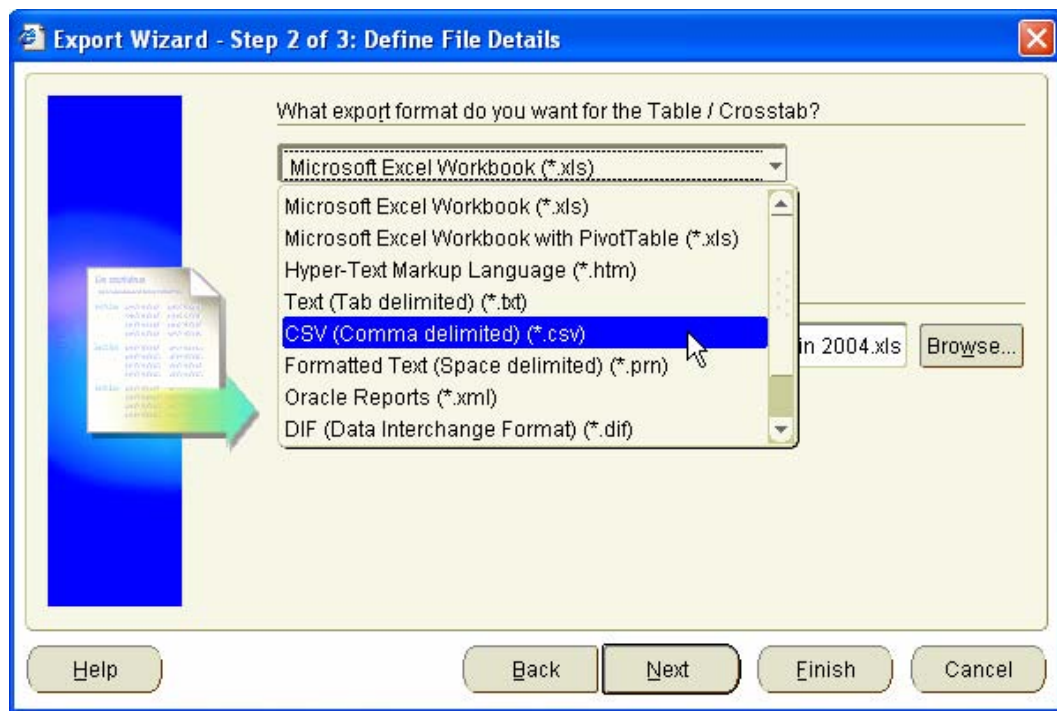 Export Wizard - Step 2 of 3: Define File Details
What export format do you want for the Table / Crosstab?
Microsoft Excel Workbook (*.xls)
Microsoft Excel Workbook (*.xls)
Microsoft Excel Workbook with PivotTable (*.xls)
Hyper-Text Markup Language (*.htm)
Text (Tab delimited) (*.txt)
CSV (Comma delimited) (*.csv)
in 2004.xls Browse...
Formatted Text (Space delimited) (*.prn)
Oracle Reports (*.xml)
DIF (Data Interchange Format) (*.dif)
Help Back Next Finish Cancel